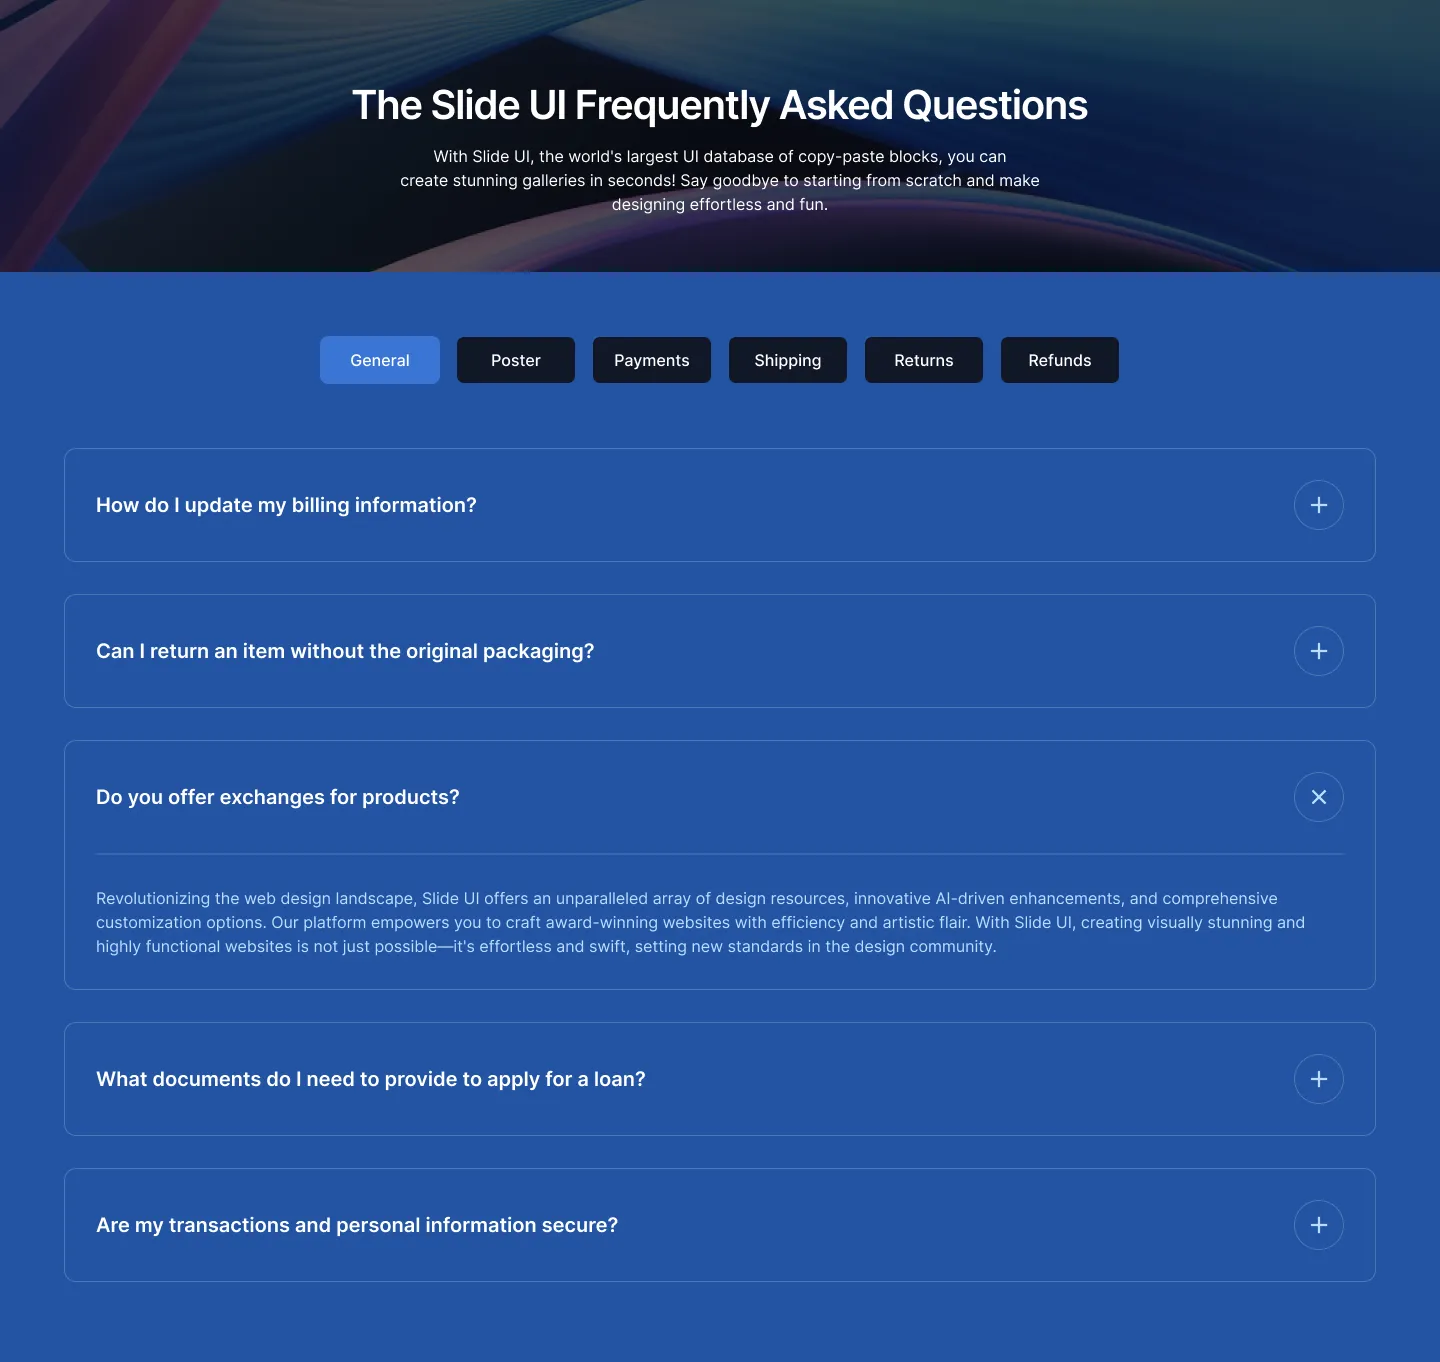 The Slide UI Frequently Asked Questions
With Slide UI, the world's largest UI database of copy-paste blocks, you can
create stunning galleries in seconds! Say goodbye to starting from scratch and make
designing effortless and fun.
General
Poster
Payments
Shipping
Returns
Refunds
How do I update my billing information?
Can I return an item without the original packaging?
Do you offer exchanges for products?
Revolutionizing the web design landscape, Slide UI offers an unparalleled array of design resources, innovative AI-driven enhancements, and comprehensive
customization options. Our platform empowers you to craft award-winning websites with efficiency and artistic flair. With Slide UI, creating visually stunning and
highly functional websites is not just possible—it's effortless and swift, setting new standards in the design community.
What documents do I need to provide to apply for a loan?
Are my transactions and personal information secure?